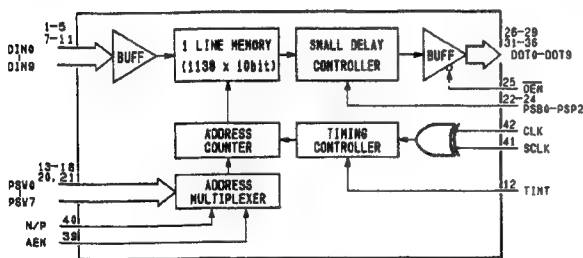 1-5
7-11
DIN0
DIN9
BUFF
1 LINE MEMORY
(1138 x 10bit)
SMALL DELAY
CONTROLLER
BUFF
26-29
31-36
DOT0-DOT9
25
OEN
22-24
PSB0-PSP2
ADDRESS
COUNTER
TIMING
CONTROLLER
42
CLK
41
SCLK
13-18
20, 21
PSW0
PSW7
ADDRESS
MULTIPLEXER
12
TINT
N/P
40
AEN
39